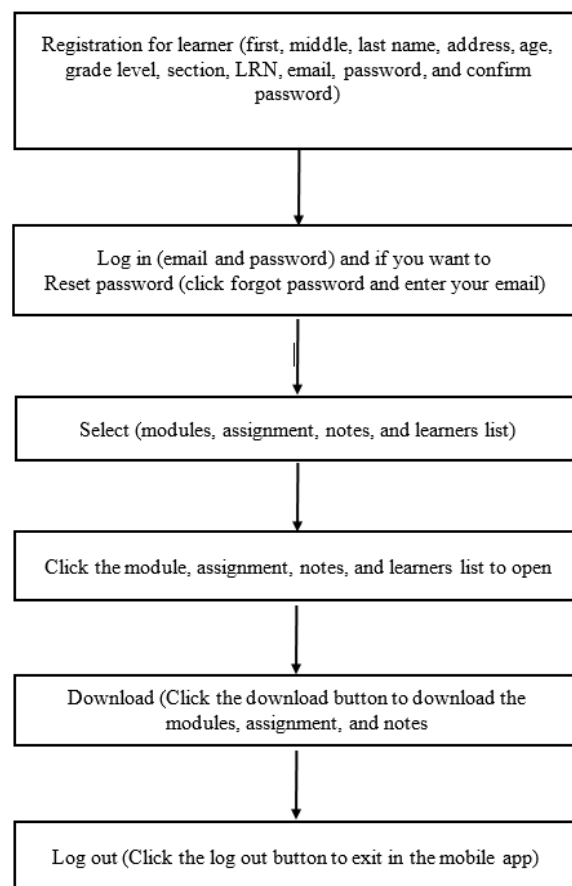 Registration for learner (first, middle, last name, address, age,
grade level, section, LRN, email, password, and confirm
password)
Log in (email and password) and if you want to
Reset password (click forgot password and enter your email)
Select (modules, assignment, notes, and learners list)
Click the module, assignment, notes, and learners list to open
Download (Click the download button to download the
modules, assignment, and notes
Log out (Click the log out button to exit in the mobile app)